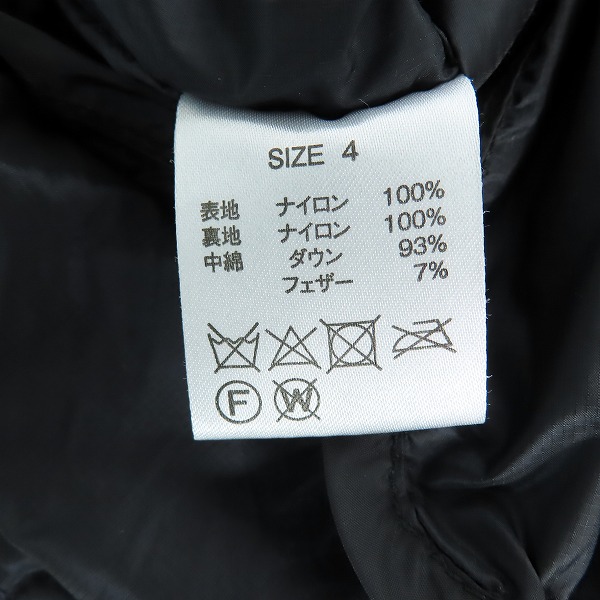 SIZE 4
表地 ナイロン 100%
裏地 ナイロン 100%
中綿 ダウン 93%
フェザー 7%
F W